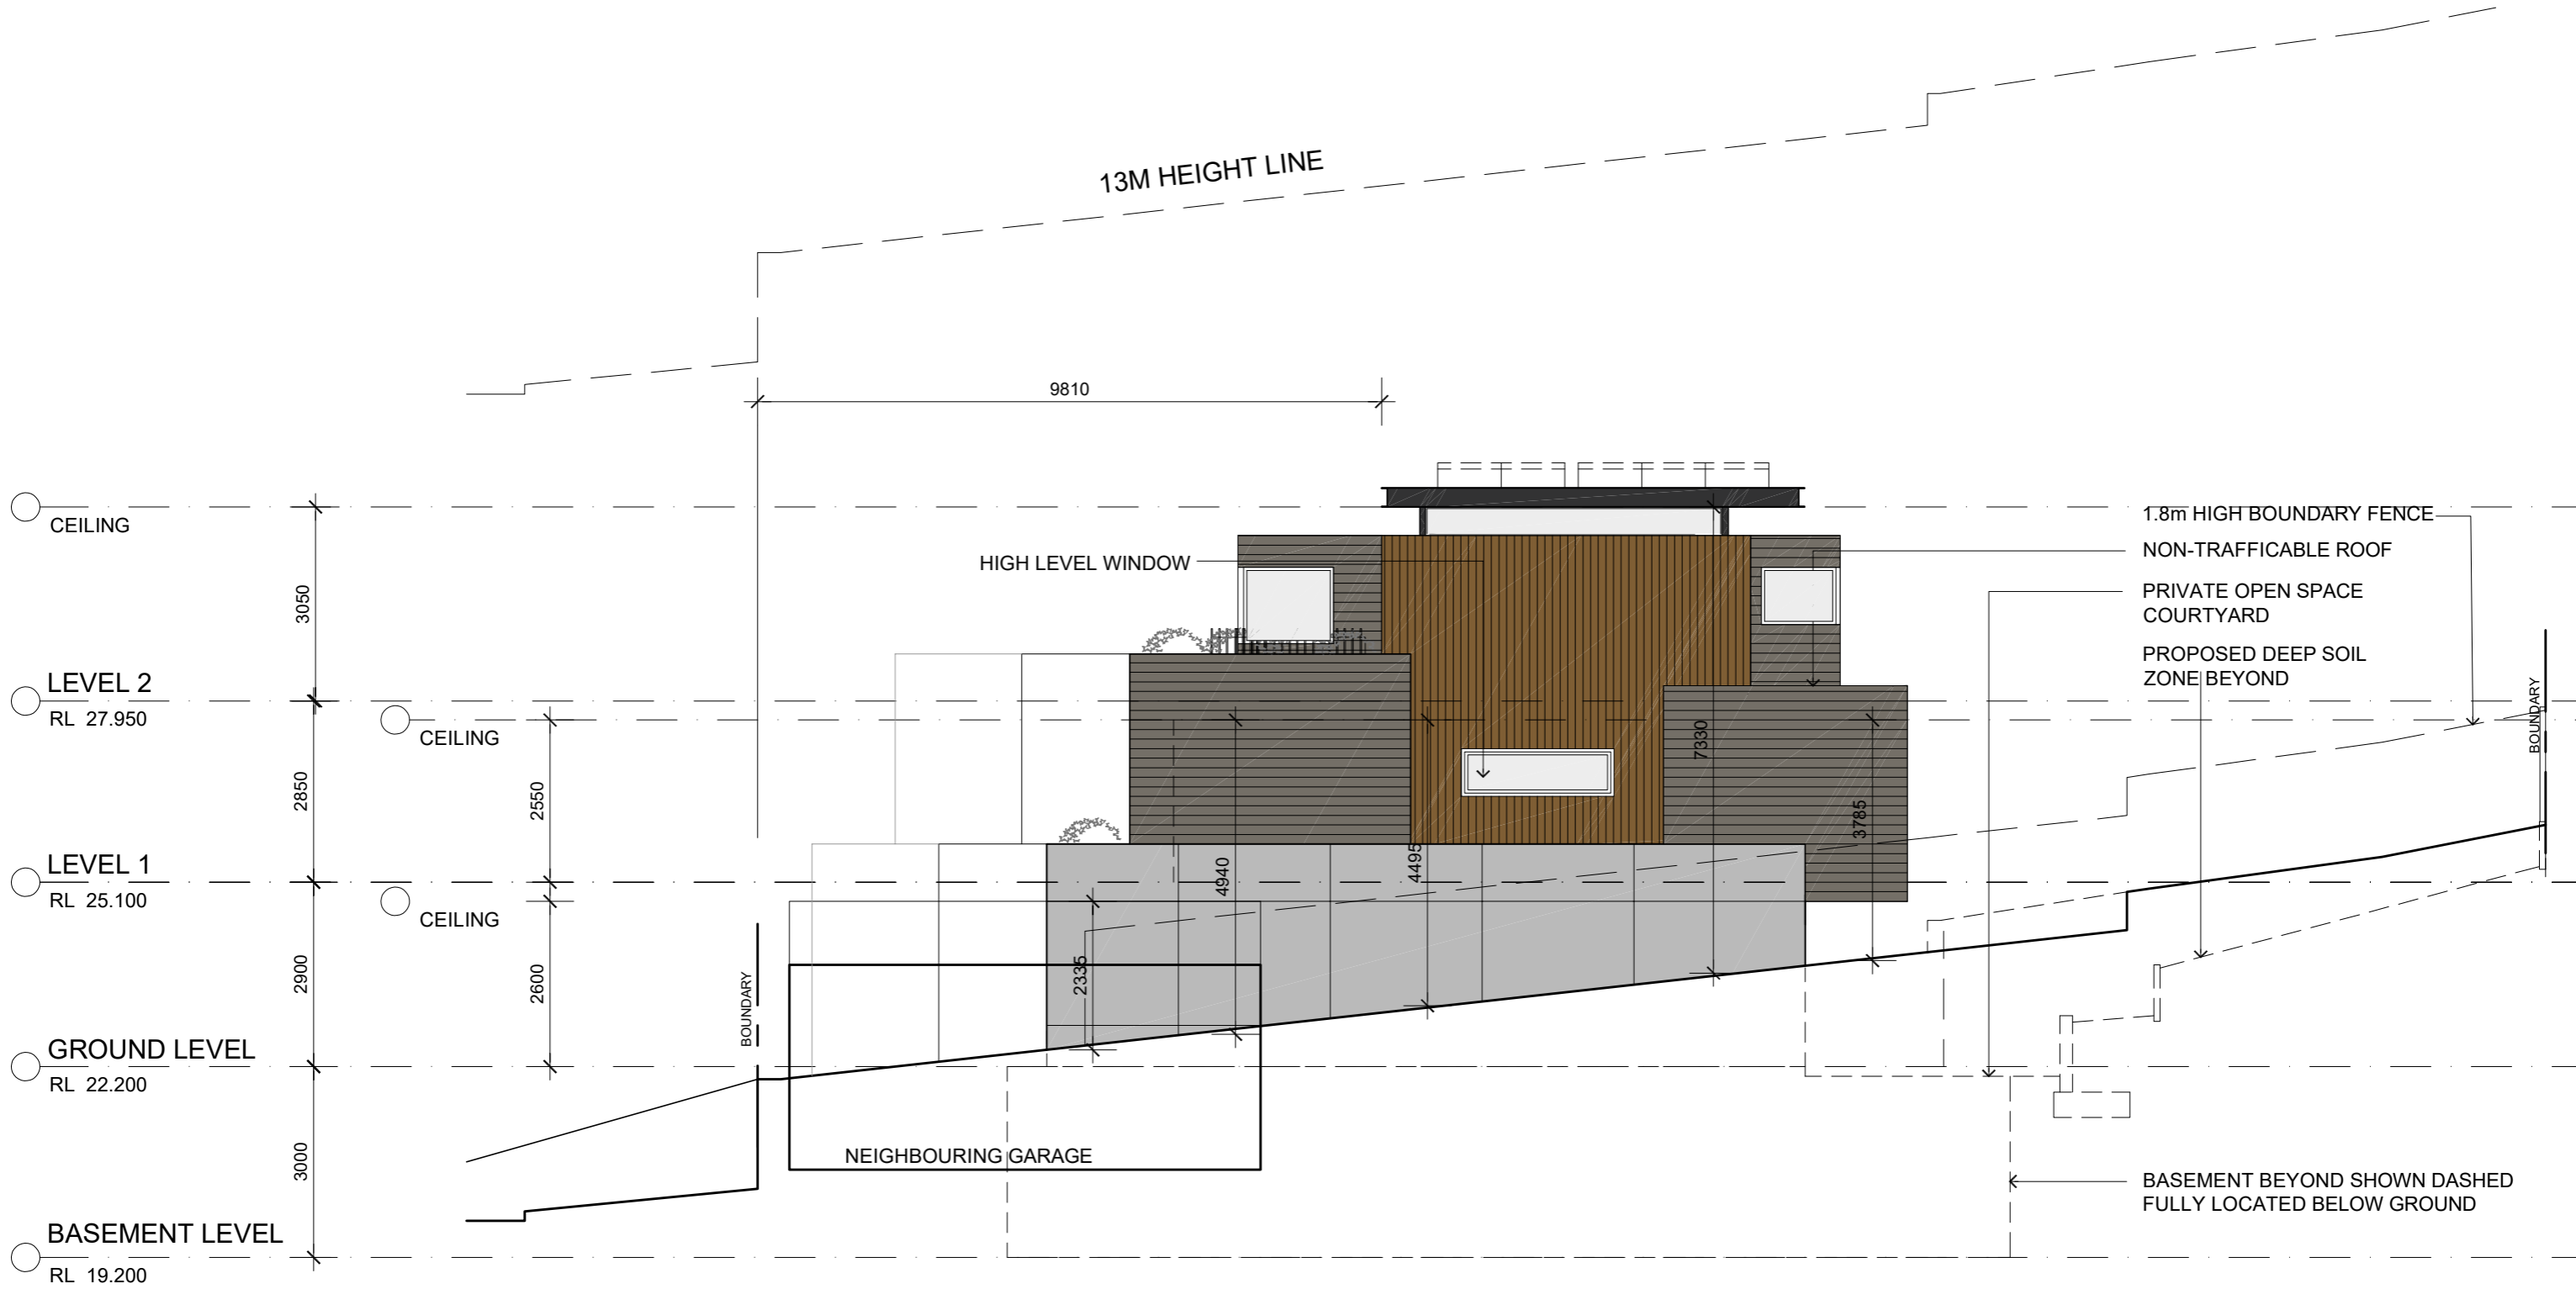 13M HEIGHT LINE
9810
CEILING
1.8m HIGH BOUNDARY FENCE
NON-TRAFFICABLE ROOF
HIGH LEVEL WINDOW
PRIVATE OPEN SPACE
COURTYARD
3050
PROPOSED DEEP SOIL
ZONE BEYOND
LEVEL 2
RL 27.950
CEILING
BOUNDARY
7330
2850
2550
3785
LEVEL 1
RL 25.100
CEILING
4940
4495
2900
2600
2335
BOUNDARY
GROUND LEVEL
RL 22.200
3000
NEIGHBOURING GARAGE
BASEMENT BEYOND SHOWN DASHED
FULLY LOCATED BELOW GROUND
BASEMENT LEVEL
RL 19.200